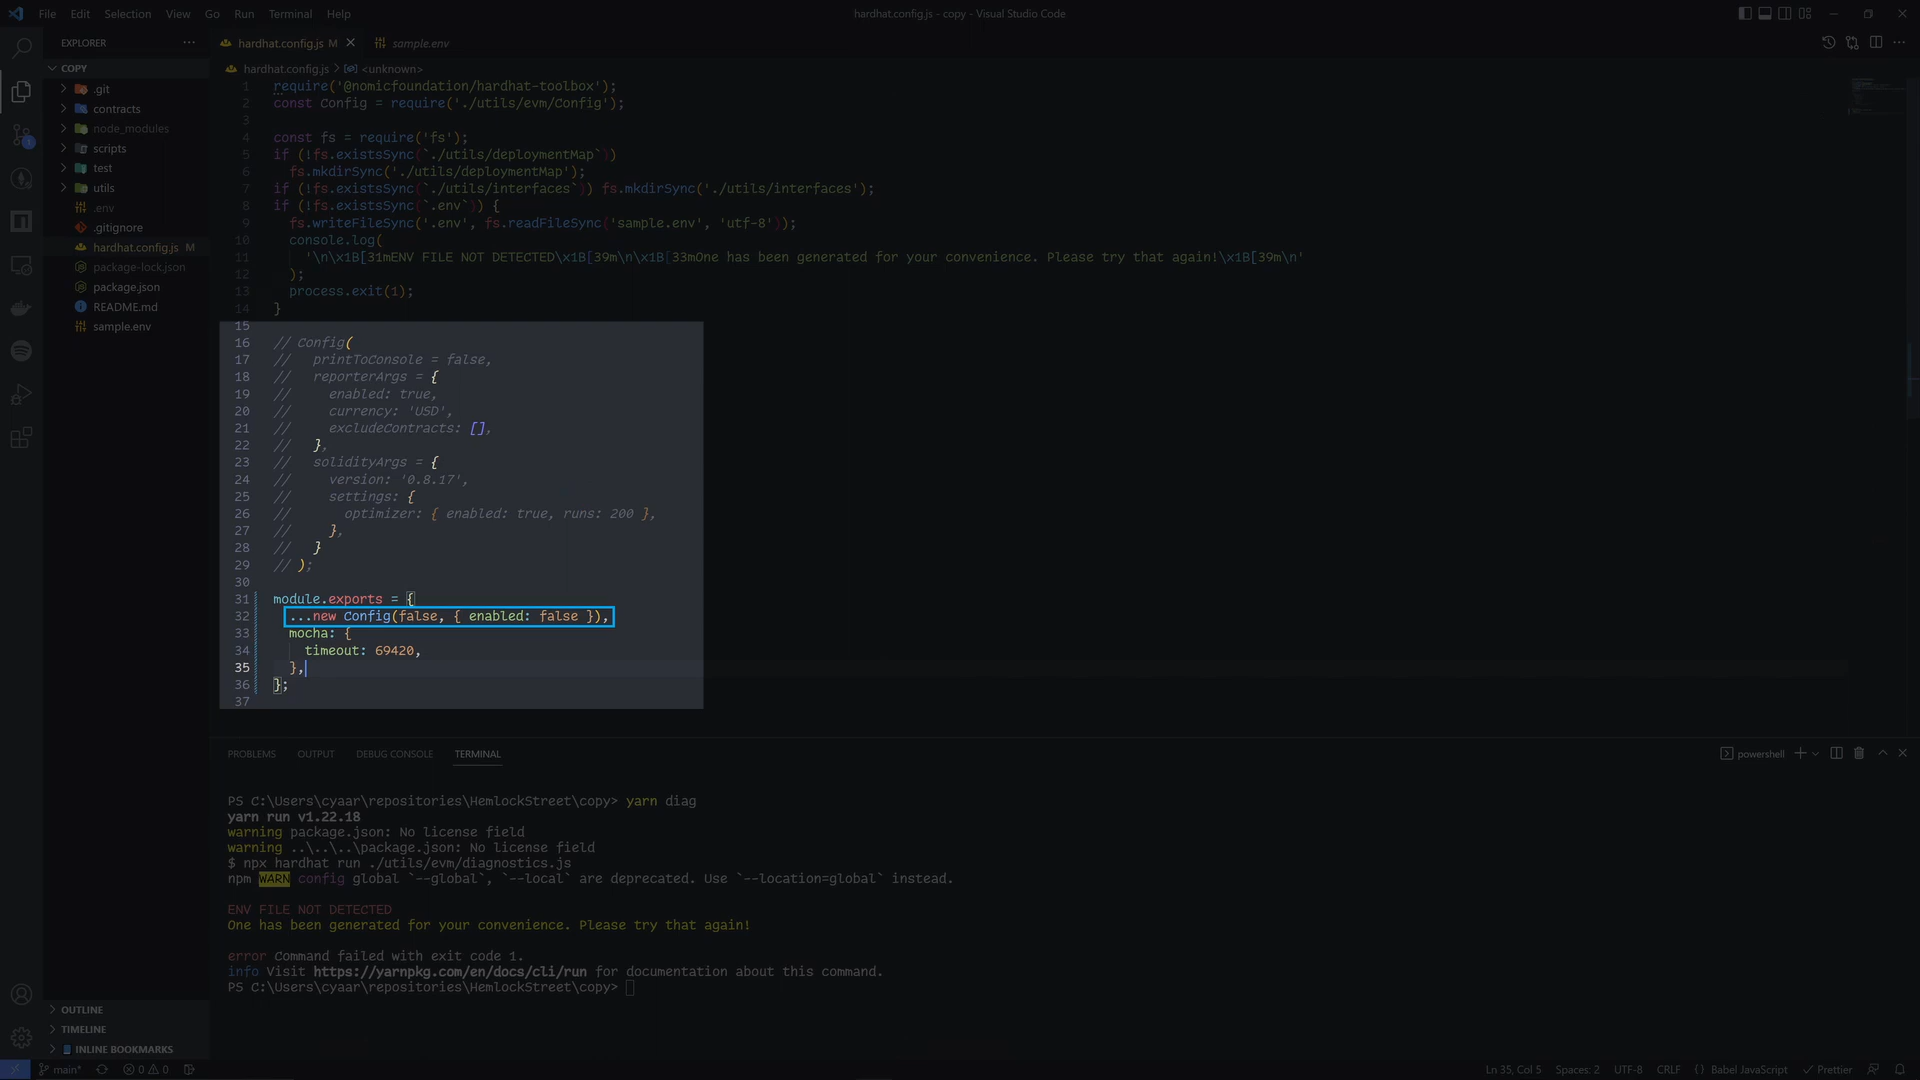 File Edit Selection View Go Run Terminal Help
hardhat.config.js - copy - Visual Studio Code
EXPLORER
COPY
.git
contracts
node_modules
scripts
test
utils
.env
.gitignore
hardhat.config.js M
package-lock.json
package.json
README.md
sample.env
OUTLINE
TIMELINE
INLINE BOOKMARKS
hardhat.config.js M
sample.env
hardhat.config.js > <unknown>
1 require('@nomicfoundation/hardhat-toolbox');
2 const Config = require('./utils/evm/Config');
3
4 const fs = require('fs');
5 if (!fs.existsSync(`./utils/deploymentMap`))
6 fs.mkdirSync('./utils/deploymentMap');
7 if (!fs.existsSync(`./utils/interfaces`)) fs.mkdirSync('./utils/interfaces');
8 if (!fs.existsSync(`.env`)) {
9 fs.writeFileSync('.env', fs.readFileSync('sample.env', 'utf-8'));
10 console.log(
11 '\n\x1B[31mENV FILE NOT DETECTED\x1B[39m\n\x1B[33mOne has been generated for your convenience. Please try that again!\x1B[39m\n'
12 );
13 process.exit(1);
14 }
15
16 // Config(
17 // printToConsole = false,
18 // reporterArgs = {
19 // enabled: true,
20 // currency: 'USD',
21 // excludeContracts: [],
22 // },
23 // solidityArgs = {
24 // version: '0.8.17',
25 // settings: {
26 // optimizer: { enabled: true, runs: 200 },
27 // },
28 // }
29 // );
30
31 module.exports = {
32 ...new Config(false, { enabled: false }),
33 mocha: {
34 timeout: 69420,
35 },
36 };
37
PROBLEMS OUTPUT DEBUG CONSOLE TERMINAL
powershell
PS C:\Users\cyaar\repositories\HemlockStreet\copy> yarn diag
yarn run v1.22.18
warning package.json: No license field
warning ..\..\..\package.json: No license field
$ npx hardhat run ./utils/evm/diagnostics.js
npm WARN config global `--global`, `--local` are deprecated. Use `--location=global` instead.
ENV FILE NOT DETECTED
One has been generated for your convenience. Please try that again!
error Command failed with exit code 1.
info Visit https://yarnpkg.com/en/docs/cli/run for documentation about this command.
PS C:\Users\cyaar\repositories\HemlockStreet\copy>
main* 0 0
Ln 35, Col 5 Spaces: 2 UTF-8 CRLF {} Babel JavaScript Prettier